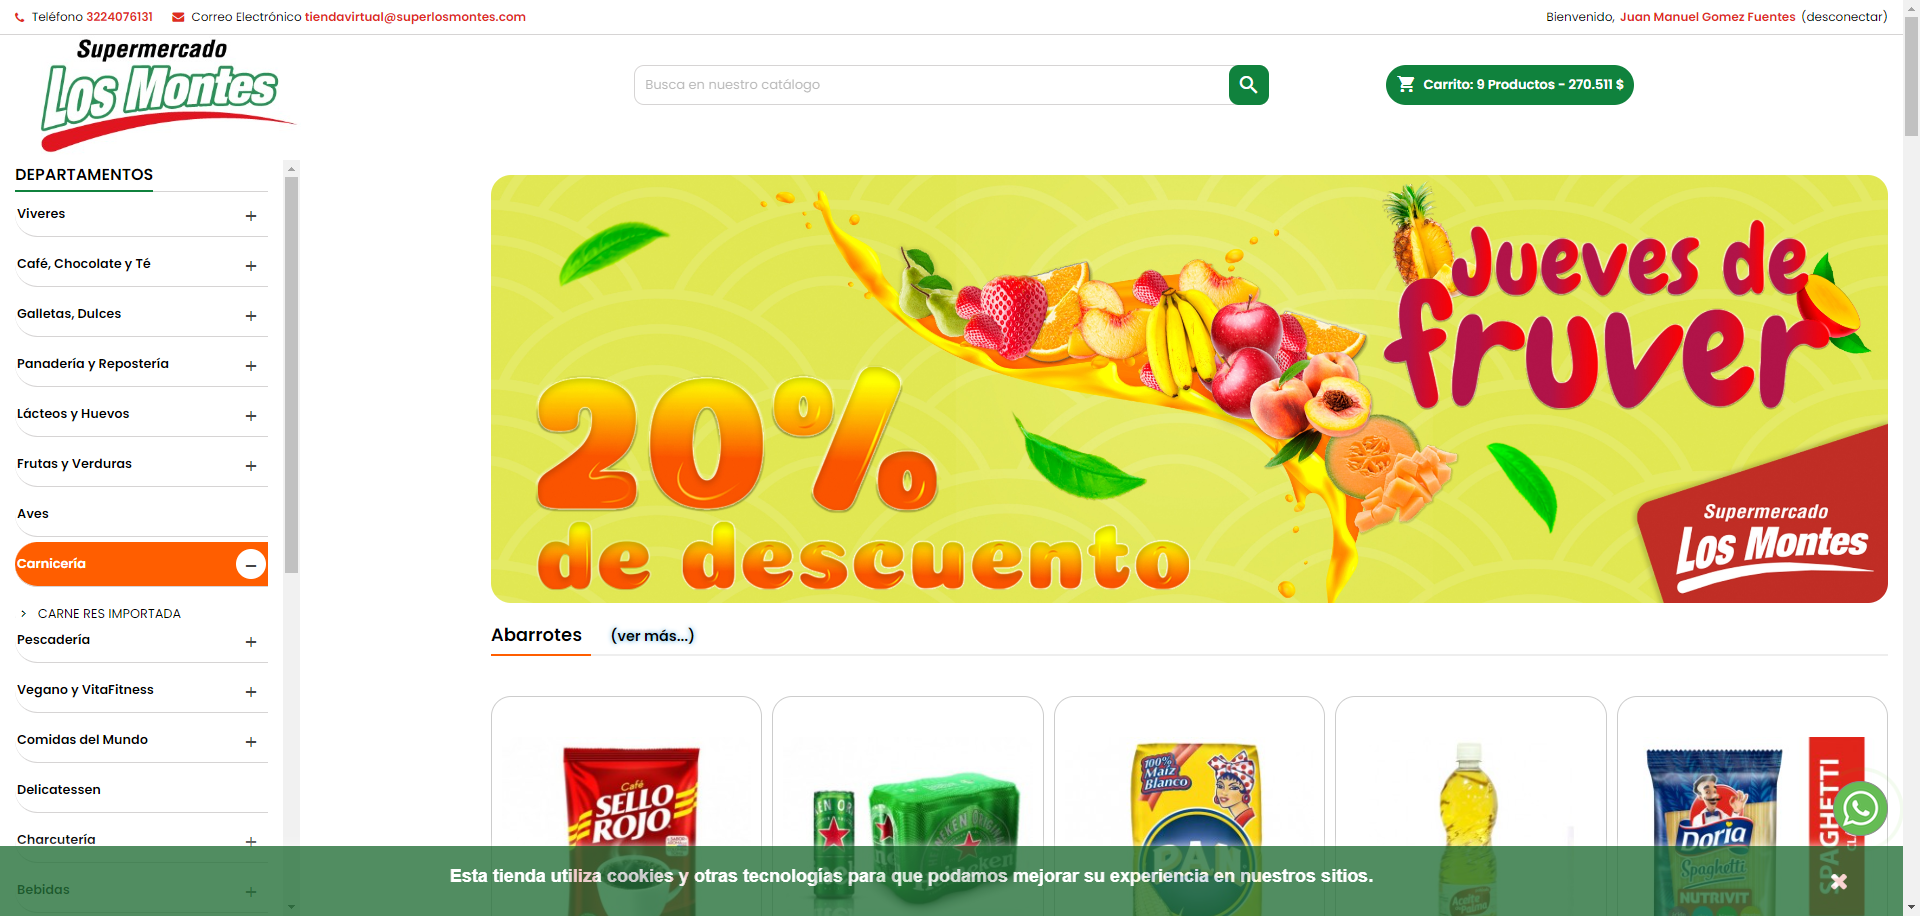 Teléfono 3224076131 Correo Electrónico tiendavirtual@superlosmontes.com
Bienvenido, Juan Manuel Gomez Fuentes (desconectar)
Supermercado
Los Montes
Busca en nuestro catálogo
Carrito: 9 Productos - 270.511 $
DEPARTAMENTOS
Viveres
Café, Chocolate y Té
Galletas, Dulces
Panadería y Repostería
Lácteos y Huevos
Frutas y Verduras
Aves
Carnicería
CARNE RES IMPORTADA
Pescadería
Vegano y VitaFitness
Comidas del Mundo
Delicatessen
Charcutería
Bebidas
Jueves de
fruver
20%
de descuento
Supermercado
Los Montes
Abarrotes (ver más...)
Café
SELLO
ROJO
100%
Maíz
Blanco
PAN
Doria
Spaghetti
NUTRIVIT
SPAGHETTI
Esta tienda utiliza cookies y otras tecnologías para que podamos mejorar su experiencia en nuestros sitios.